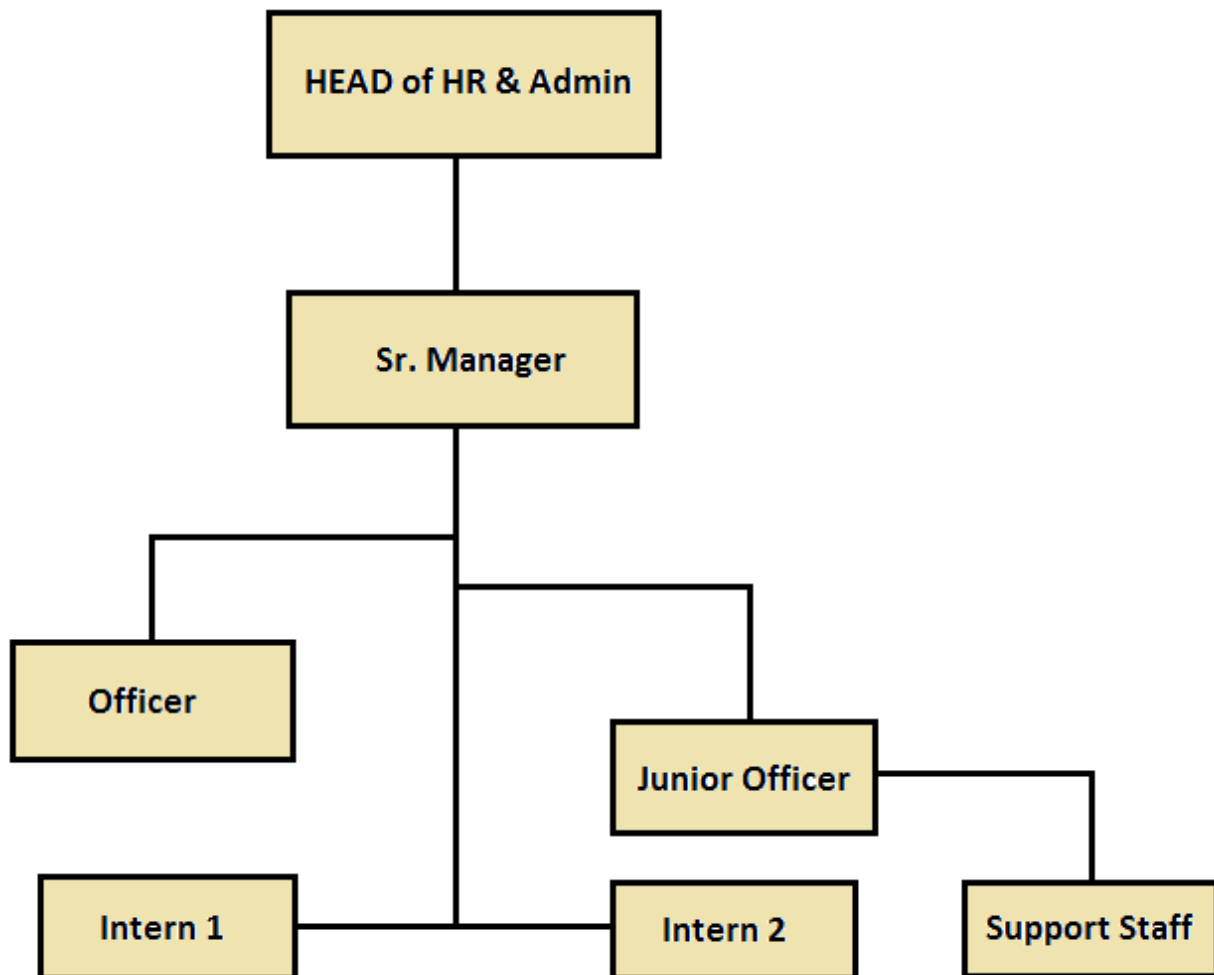 HEAD of HR & Admin
Sr. Manager
Officer
Junior Officer
Intern 1
Intern 2
Support Staff